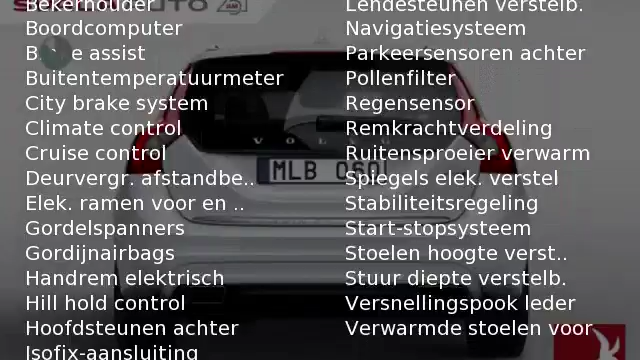 Bekerhouder
Boordcomputer
assist
Buitentemperatuurmeter
City brake system
Climate control
Cruise control
Deurvergr. afstandbe..
Elek. ramen voor en ..
Gordelspanners
Gordijnairbags
Handrem elektrisch
Hill hold control
Hoofdsteunen achter
Isofix-aansluiting
Lendesteunen verstelb.
Navigatiesysteem
Parkeersensoren achter
Pollenfilter
Regensensor
Remkrachtverdeling
Ruitensproeier verwarm
Spiegels elek. verstel
Stabiliteitsregeling
Start-stopsysteem
Stoelen hoogte verst..
Stuur diepte verstelb.
Versnellingspook leder
Verwarmde stoelen voor
VOLVO
MLB 060